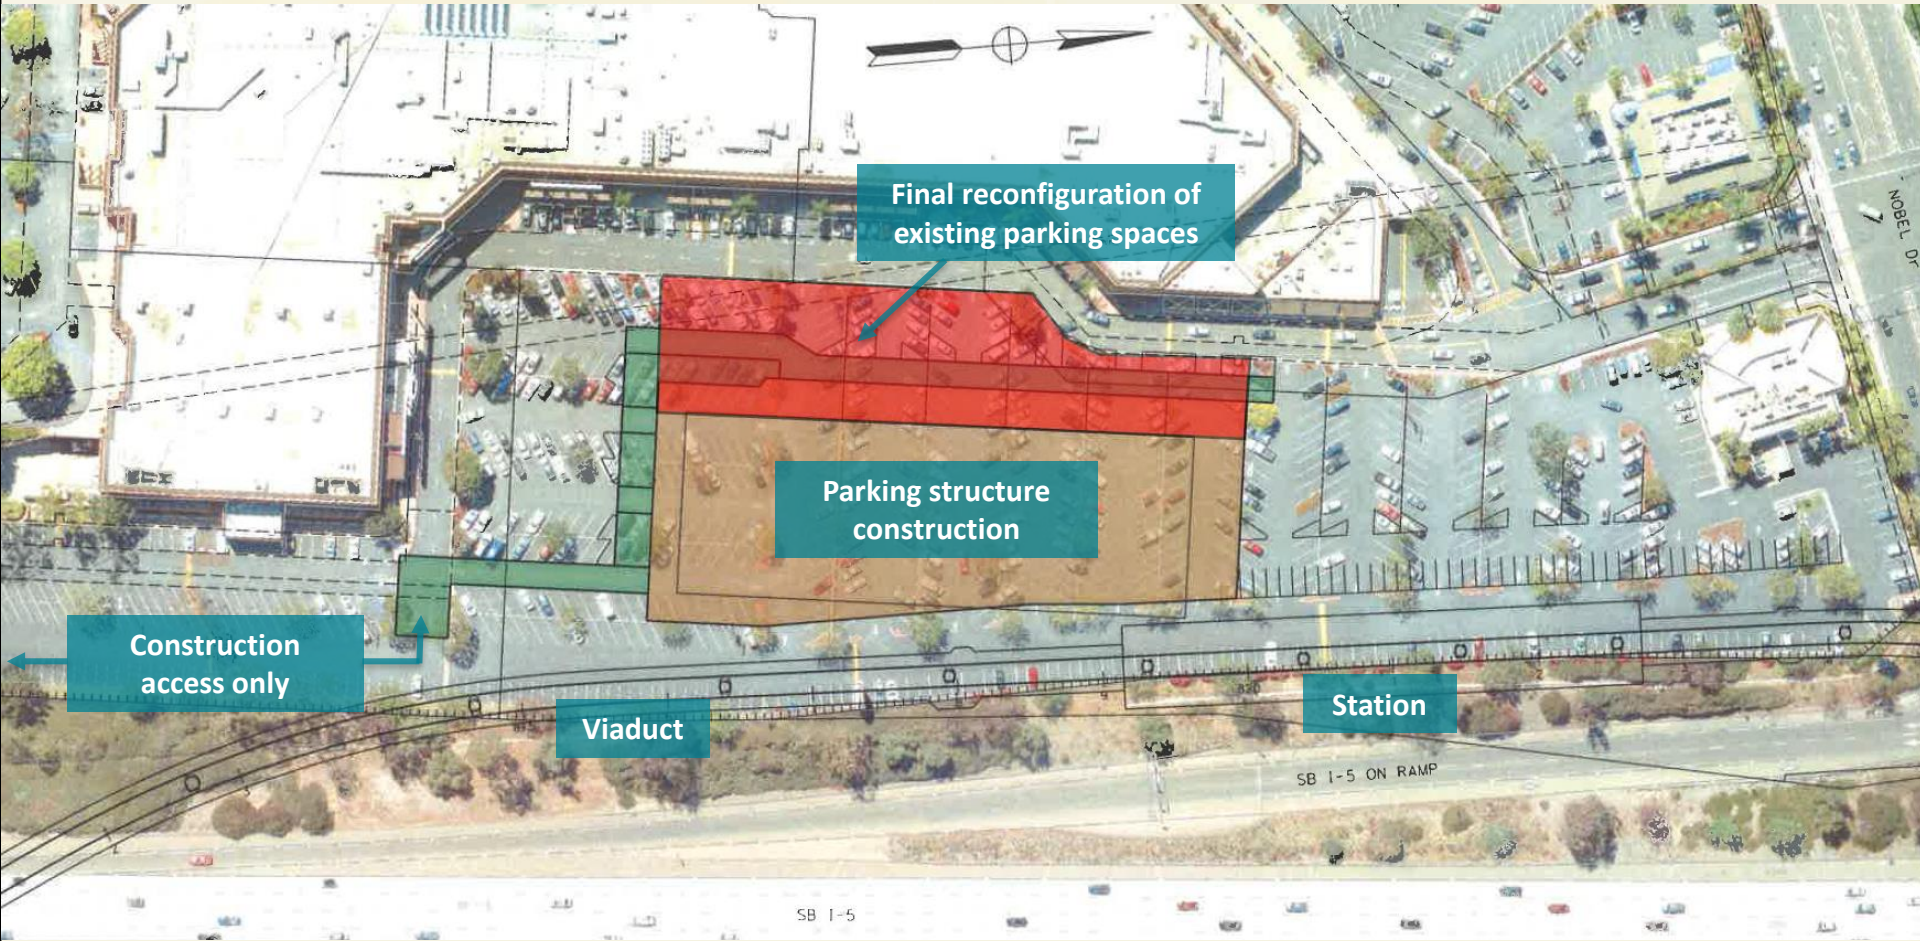 Final reconfiguration of
existing parking spaces
NOBEL Dr
Parking structure
construction
Construction
access only
Viaduct
Station
820
SB I-5 ON RAMP
SB I-5